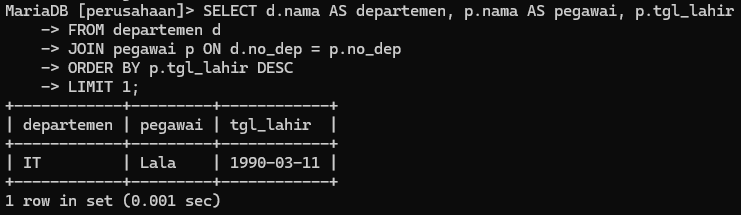 MariaDB [perusahaan]> SELECT d.nama AS departemen, p.nama AS pegawai, p.tgl_lahir
    -> FROM departemen d
    -> JOIN pegawai p ON d.no_dep = p.no_dep
    -> ORDER BY p.tgl_lahir DESC
    -> LIMIT 1;
+------------+---------+------------+
| departemen | pegawai | tgl_lahir  |
+------------+---------+------------+
| IT         | Lala    | 1990-03-11 |
+------------+---------+------------+
1 row in set (0.001 sec)